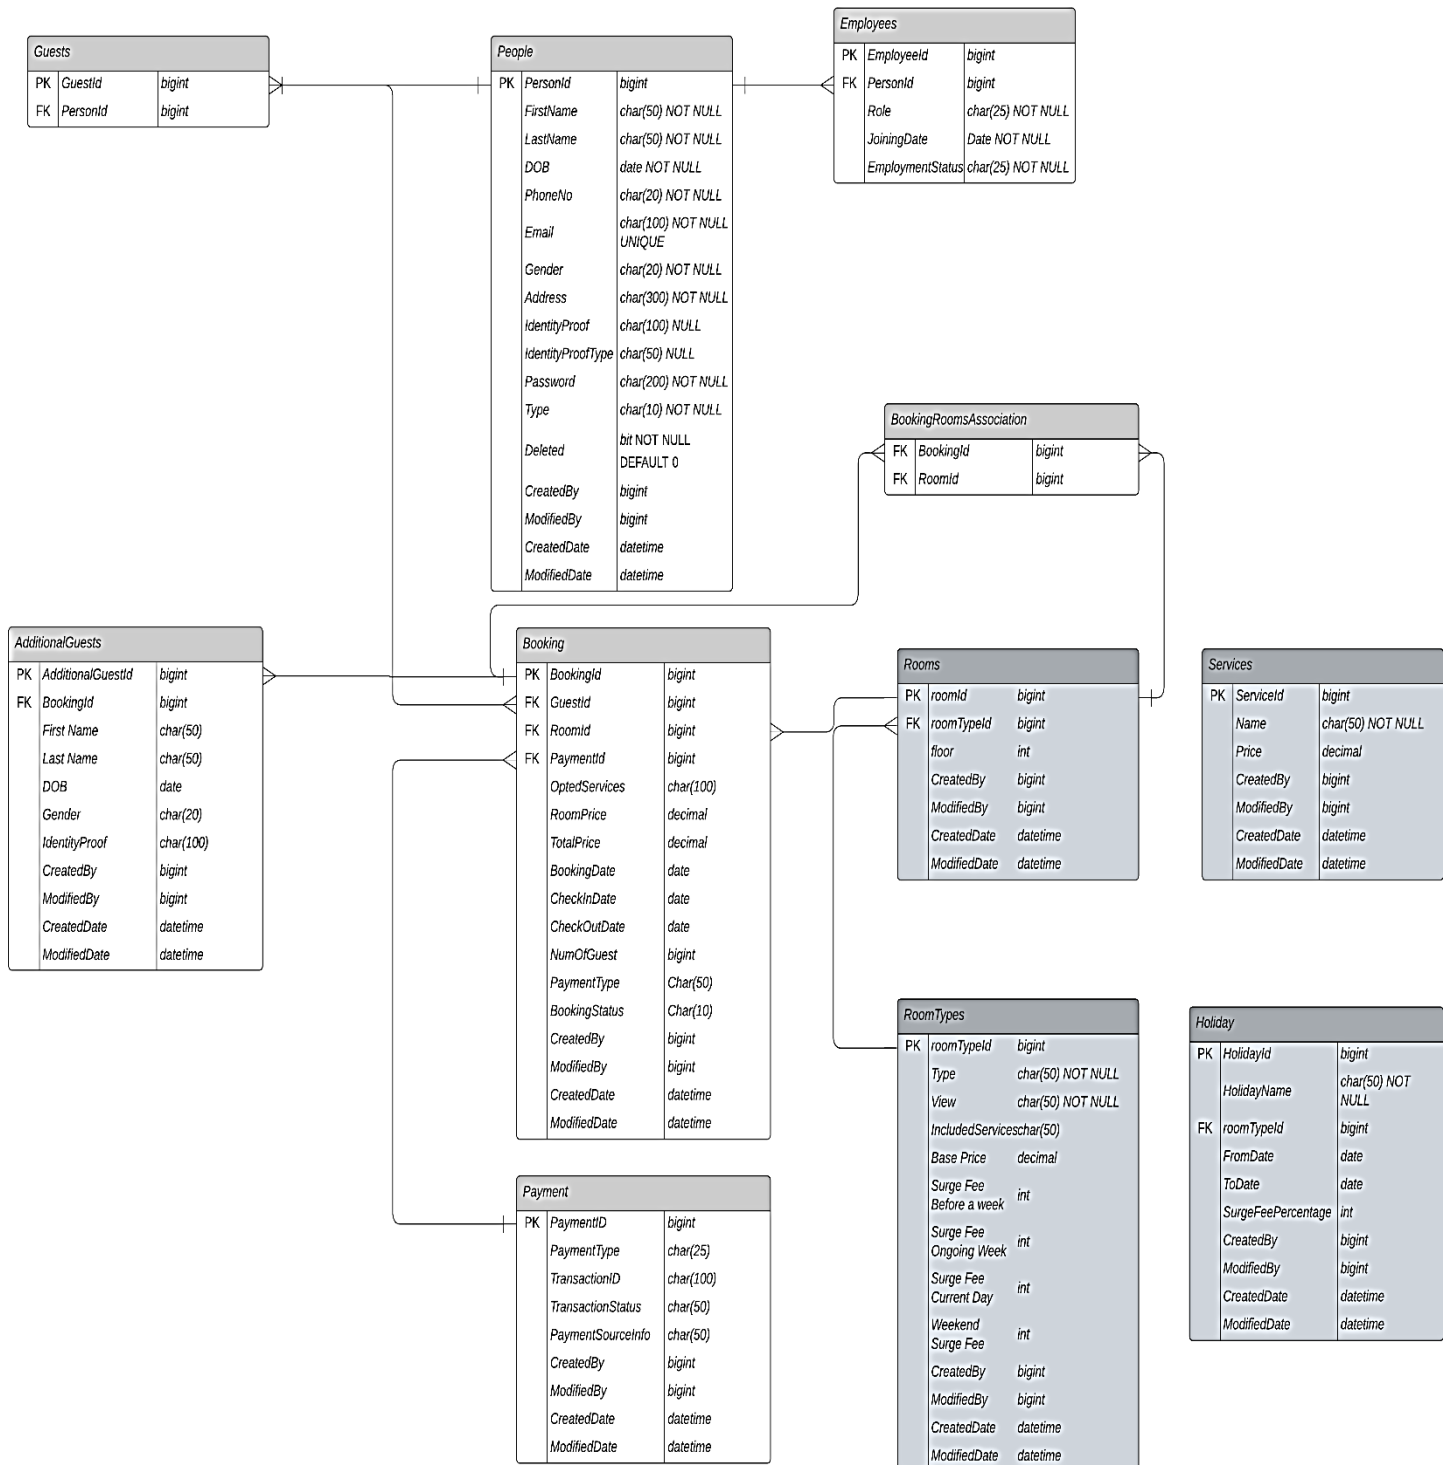 Guests
PK GuestId bigint
FK PersonId bigint
People
PK PersonId bigint
FirstName char(50) NOT NULL
LastName char(50) NOT NULL
DOB date NOT NULL
PhoneNo char(20) NOT NULL
Email char(100) NOT NULL
UNIQUE
Gender char(20) NOT NULL
Address char(300) NOT NULL
IdentityProof char(100) NULL
IdentityProofType char(50) NULL
Password char(200) NOT NULL
Type char(10) NOT NULL
Deleted bit NOT NULL
DEFAULT 0
CreatedBy bigint
ModifiedBy bigint
CreatedDate datetime
ModifiedDate datetime
Employees
PK EmployeeId bigint
FK PersonId bigint
Role char(25) NOT NULL
JoiningDate Date NOT NULL
EmploymentStatus char(25) NOT NULL
BookingRoomsAssociation
FK BookingId bigint
FK RoomId bigint
AdditionalGuests
PK AdditionalGuestId bigint
FK BookingId bigint
First Name char(50)
Last Name char(50)
DOB date
Gender char(20)
IdentityProof char(100)
CreatedBy bigint
ModifiedBy bigint
CreatedDate datetime
ModifiedDate datetime
Booking
PK BookingId bigint
FK GuestId bigint
FK RoomId bigint
FK PaymentId bigint
OptedServices char(100)
RoomPrice decimal
TotalPrice decimal
BookingDate date
CheckInDate date
CheckOutDate date
NumOfGuest bigint
PaymentType Char(50)
BookingStatus Char(10)
CreatedBy bigint
ModifiedBy bigint
CreatedDate datetime
ModifiedDate datetime
Rooms
PK roomId bigint
FK roomTypeId bigint
floor int
CreatedBy bigint
ModifiedBy bigint
CreatedDate datetime
ModifiedDate datetime
Services
PK ServiceId bigint
Name char(50) NOT NULL
Price decimal
CreatedBy bigint
ModifiedBy bigint
CreatedDate datetime
ModifiedDate datetime
Payment
PK PaymentID bigint
PaymentType char(25)
TransactionID char(100)
TransactionStatus char(50)
PaymentSourceInfo char(50)
CreatedBy bigint
ModifiedBy bigint
CreatedDate datetime
ModifiedDate datetime
RoomTypes
PK roomTypeId bigint
Type char(50) NOT NULL
View char(50) NOT NULL
IncludedServices char(50)
Base Price decimal
Surge Fee
Before a week int
Surge Fee
Ongoing Week int
Surge Fee
Current Day int
Weekend
Surge Fee int
CreatedBy bigint
ModifiedBy bigint
CreatedDate datetime
ModifiedDate datetime
Holiday
PK HolidayId bigint
HolidayName char(50) NOT
NULL
FK roomTypeId bigint
FromDate date
ToDate date
SurgeFeePercentage int
CreatedBy bigint
ModifiedBy bigint
CreatedDate datetime
ModifiedDate datetime